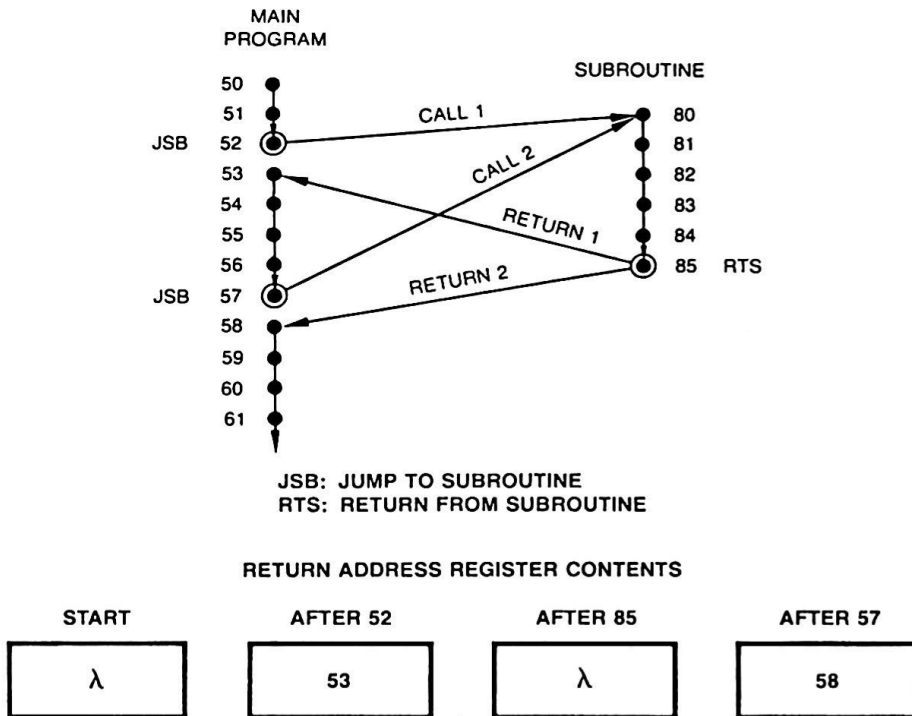 MAIN
PROGRAM
SUBROUTINE
50
51
JSB 52
53
54
55
56
JSB 57
58
59
60
61
CALL 1
CALL 2
RETURN 1
RETURN 2
80
81
82
83
84
85 RTS
JSB: JUMP TO SUBROUTINE
RTS: RETURN FROM SUBROUTINE
RETURN ADDRESS REGISTER CONTENTS
START AFTER 52 AFTER 85 AFTER 57
λ 53 λ 58